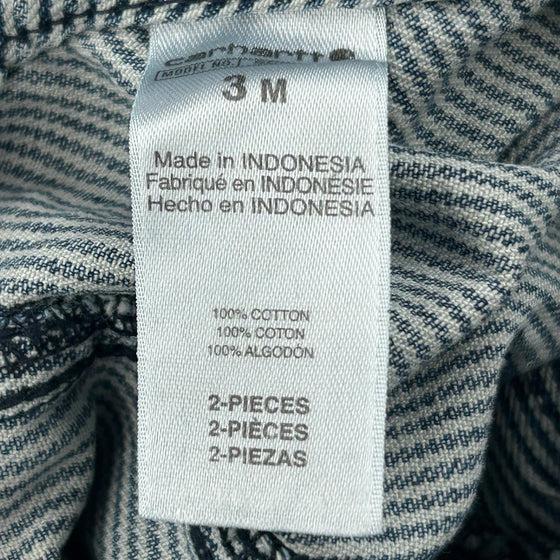 carhartt
MODEL NO.
3 M
Made in INDONESIA
Fabriqué en INDONESIE
Hecho en INDONESIA
100% COTTON
100% COTON
100% ALGODÓN
2-PIECES
2-PIÈCES
2-PIEZAS